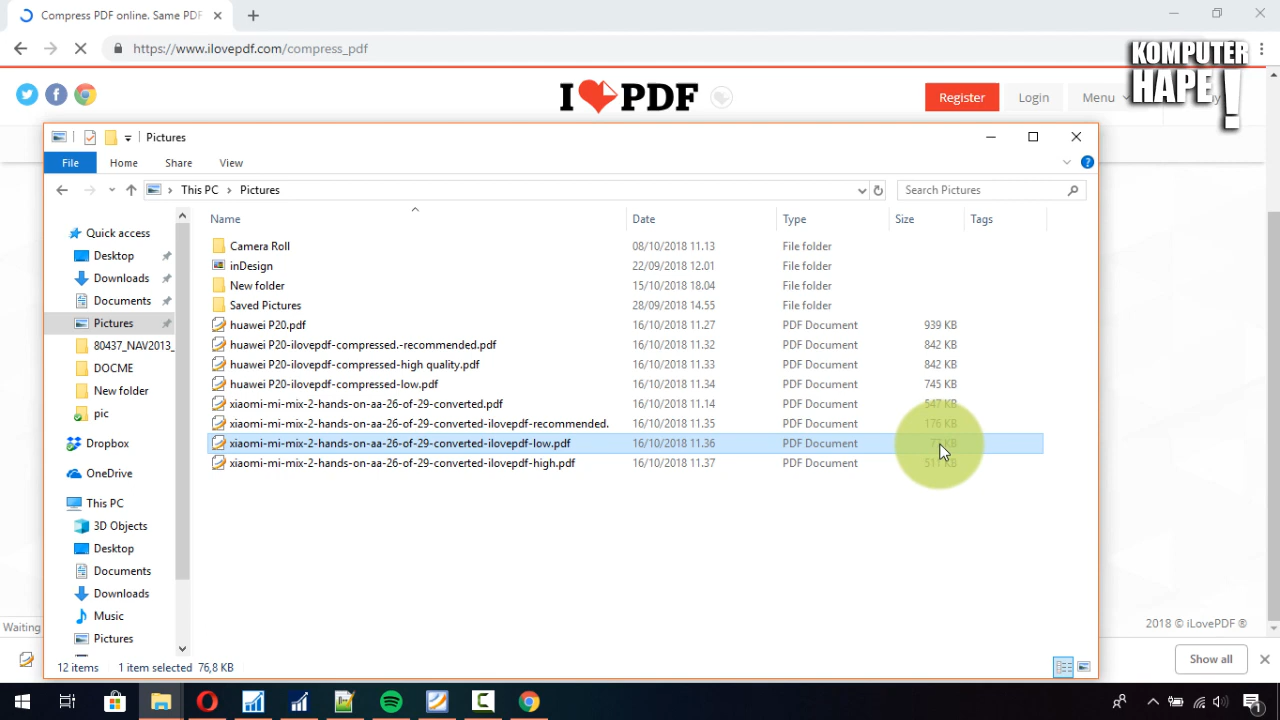 Compress PDF online. Same PDF
https://www.ilovepdf.com/compress_pdf
KOMPUTER
HAPE!
I PDF
Register
Login
Menu
Pictures
File
Home
Share
View
This PC
Pictures
Search Pictures
Name
Date
Type
Size
Tags
Quick access
Desktop
Downloads
Documents
Pictures
80437_NAV2013_
DOCME
New folder
pic
Dropbox
OneDrive
This PC
3D Objects
Desktop
Documents
Downloads
Music
Pictures
Camera Roll 08/10/2018 11.13 File folder
inDesign 22/09/2018 12.01 File folder
New folder 15/10/2018 18.04 File folder
Saved Pictures 28/09/2018 14.55 File folder
huawei P20.pdf 16/10/2018 11.27 PDF Document 939 KB
huawei P20-ilovepdf-compressed.-recommended.pdf 16/10/2018 11.32 PDF Document 842 KB
huawei P20-ilovepdf-compressed-high quality.pdf 16/10/2018 11.33 PDF Document 842 KB
huawei P20-ilovepdf-compressed-low.pdf 16/10/2018 11.34 PDF Document 745 KB
xiaomi-mi-mix-2-hands-on-aa-26-of-29-converted.pdf 16/10/2018 11.14 PDF Document 547 KB
xiaomi-mi-mix-2-hands-on-aa-26-of-29-converted-ilovepdf-recommended. 16/10/2018 11.35 PDF Document 176 KB
xiaomi-mi-mix-2-hands-on-aa-26-of-29-converted-ilovepdf-low.pdf 16/10/2018 11.36 PDF Document 77 KB
xiaomi-mi-mix-2-hands-on-aa-26-of-29-converted-ilovepdf-high.pdf 16/10/2018 11.37 PDF Document 511 KB
12 items 1 item selected 76,8 KB
Waiting
2018 © iLovePDF ®
Show all